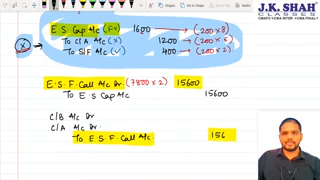 J.K. SHAH
CLASSES
E.S Cap A/c (FV) 1600 → (200 x 8)
X → To C/A A/c (X) 1200 → (200 x 6)
To S/F A/c (✓) 400 → (200 x 2)
E.S.F. Call A/c Dr (7800 x 2) 15600
To E.S Cap A/c 15600
C/B A/c Dr
C/A A/c Dr.
To E.S.F. Call A/c 156